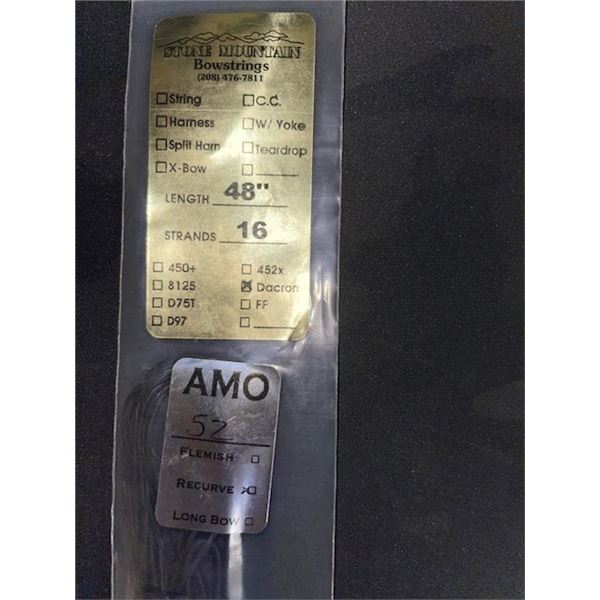 STONE MOUNTAIN
Bowstrings
(208) 476-7811
String C.C.
Harness W/ Yoke
Split Harn Teardrop
X-Bow
LENGTH 48"
STRANDS 16
450+ 452x
8125 Dacron
D75T FF
D97
AMO
52
FLEMISH
RECURVE
LONG BOW